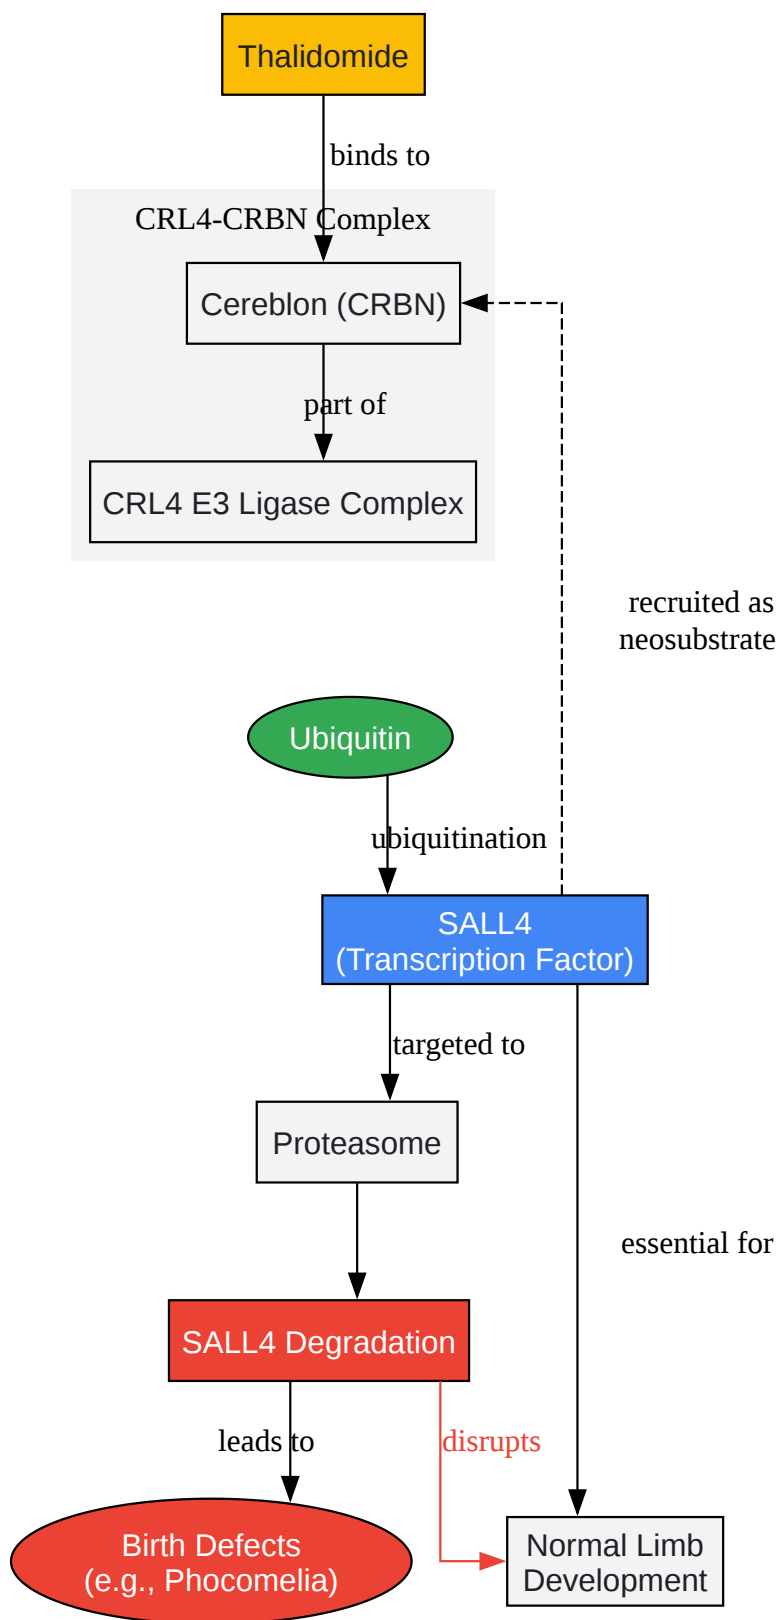 Thalidomide
binds to
CRL4-CRBN Complex
Cereblon (CRBN)
part of
CRL4 E3 Ligase Complex
recruited as
neosubstrate
Ubiquitin
ubiquitination
SALL4
(Transcription Factor)
targeted to
Proteasome
essential for
SALL4 Degradation
leads to
disrupts
Birth Defects
(e.g., Phocomelia)
Normal Limb
Development